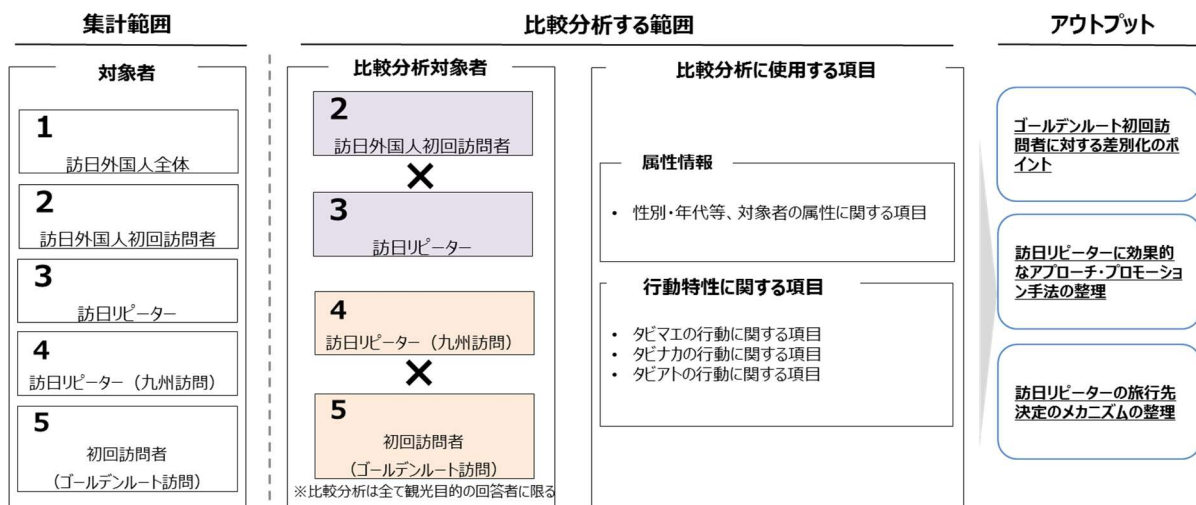 集計範囲
対象者
1
訪日外国人全体
2
訪日外国人初回訪問者
3
訪日リピーター
4
訪日リピーター（九州訪問）
5
初回訪問者
（ゴールデンルート訪問）
比較分析する範囲
比較分析対象者
2
訪日外国人初回訪問者
×
3
訪日リピーター
4
訪日リピーター（九州訪問）
×
5
初回訪問者
（ゴールデンルート訪問）
※比較分析は全て観光目的の回答者に限る
比較分析に使用する項目
属性情報
• 性別・年代等、対象者の属性に関する項目
行動特性に関する項目
• タビマエの行動に関する項目
• タビナカの行動に関する項目
• タビアトの行動に関する項目
アウトプット
ゴールデンルート初回訪
問者に対する差別化のポ
イント
訪日リピーターに効果的
なアプローチ・プロモーショ
ン手法の整理
訪日リピーターの旅行先
決定のメカニズムの整理